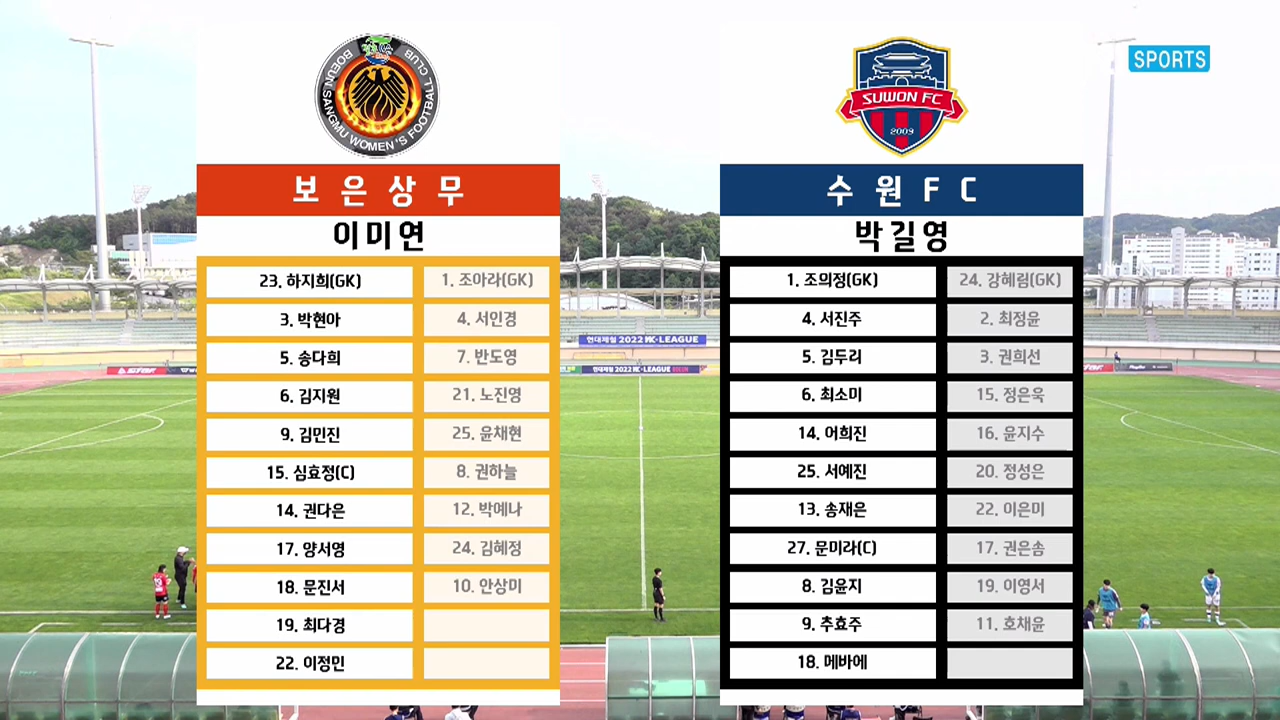 SPORTS
BOEUN SANGMU WOMEN'S FOOTBALL CLUB
SUWON FC
2009
보은상무
이미연
23. 하지희(GK)
3. 박현아
5. 송다희
6. 김지원
9. 김민진
15. 심효정(C)
14. 권다은
17. 양서영
18. 문진서
19. 최다경
22. 이정민
1. 조아라(GK)
4. 서인경
7. 반도영
21. 노진영
25. 윤채현
8. 권하늘
12. 박예나
24. 김혜정
10. 안상미
수원FC
박길영
1. 조의정(GK)
4. 서진주
5. 김두리
6. 최소미
14. 어희진
25. 서예진
13. 송재은
27. 문미라(C)
8. 김윤지
9. 추효주
18. 메바에
24. 강혜림(GK)
2. 최정윤
3. 권희선
15. 정은욱
16. 윤지수
20. 정성은
22. 이은미
17. 권은솜
19. 이영서
11. 호채윤
현대제철 2022 WK-LEAGUE
현대제철 2022 WK-LEAGUE BOEUN
STAR